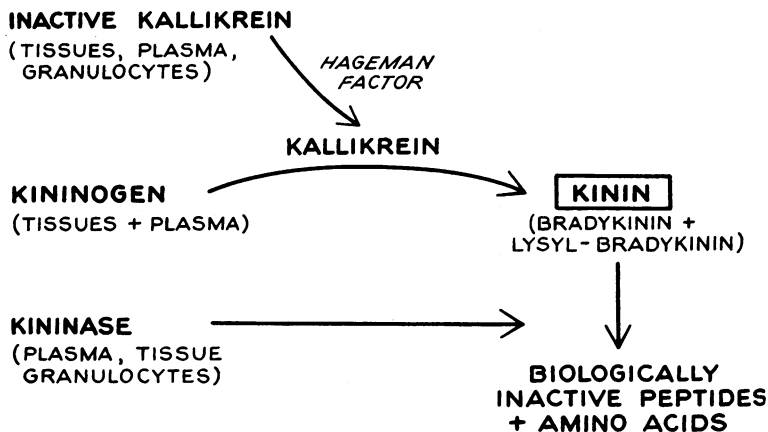 INACTIVE KALLIKREIN
(TISSUES, PLASMA,
GRANULOCYTES)
HAGEMAN
FACTOR
KALLIKREIN
KININOGEN
(TISSUES + PLASMA)
KININ
(BRADYKININ +
LYSYL-BRADYKININ)
KININASE
(PLASMA, TISSUE
GRANULOCYTES)
BIOLOGICALLY
INACTIVE PEPTIDES
+ AMINO ACIDS